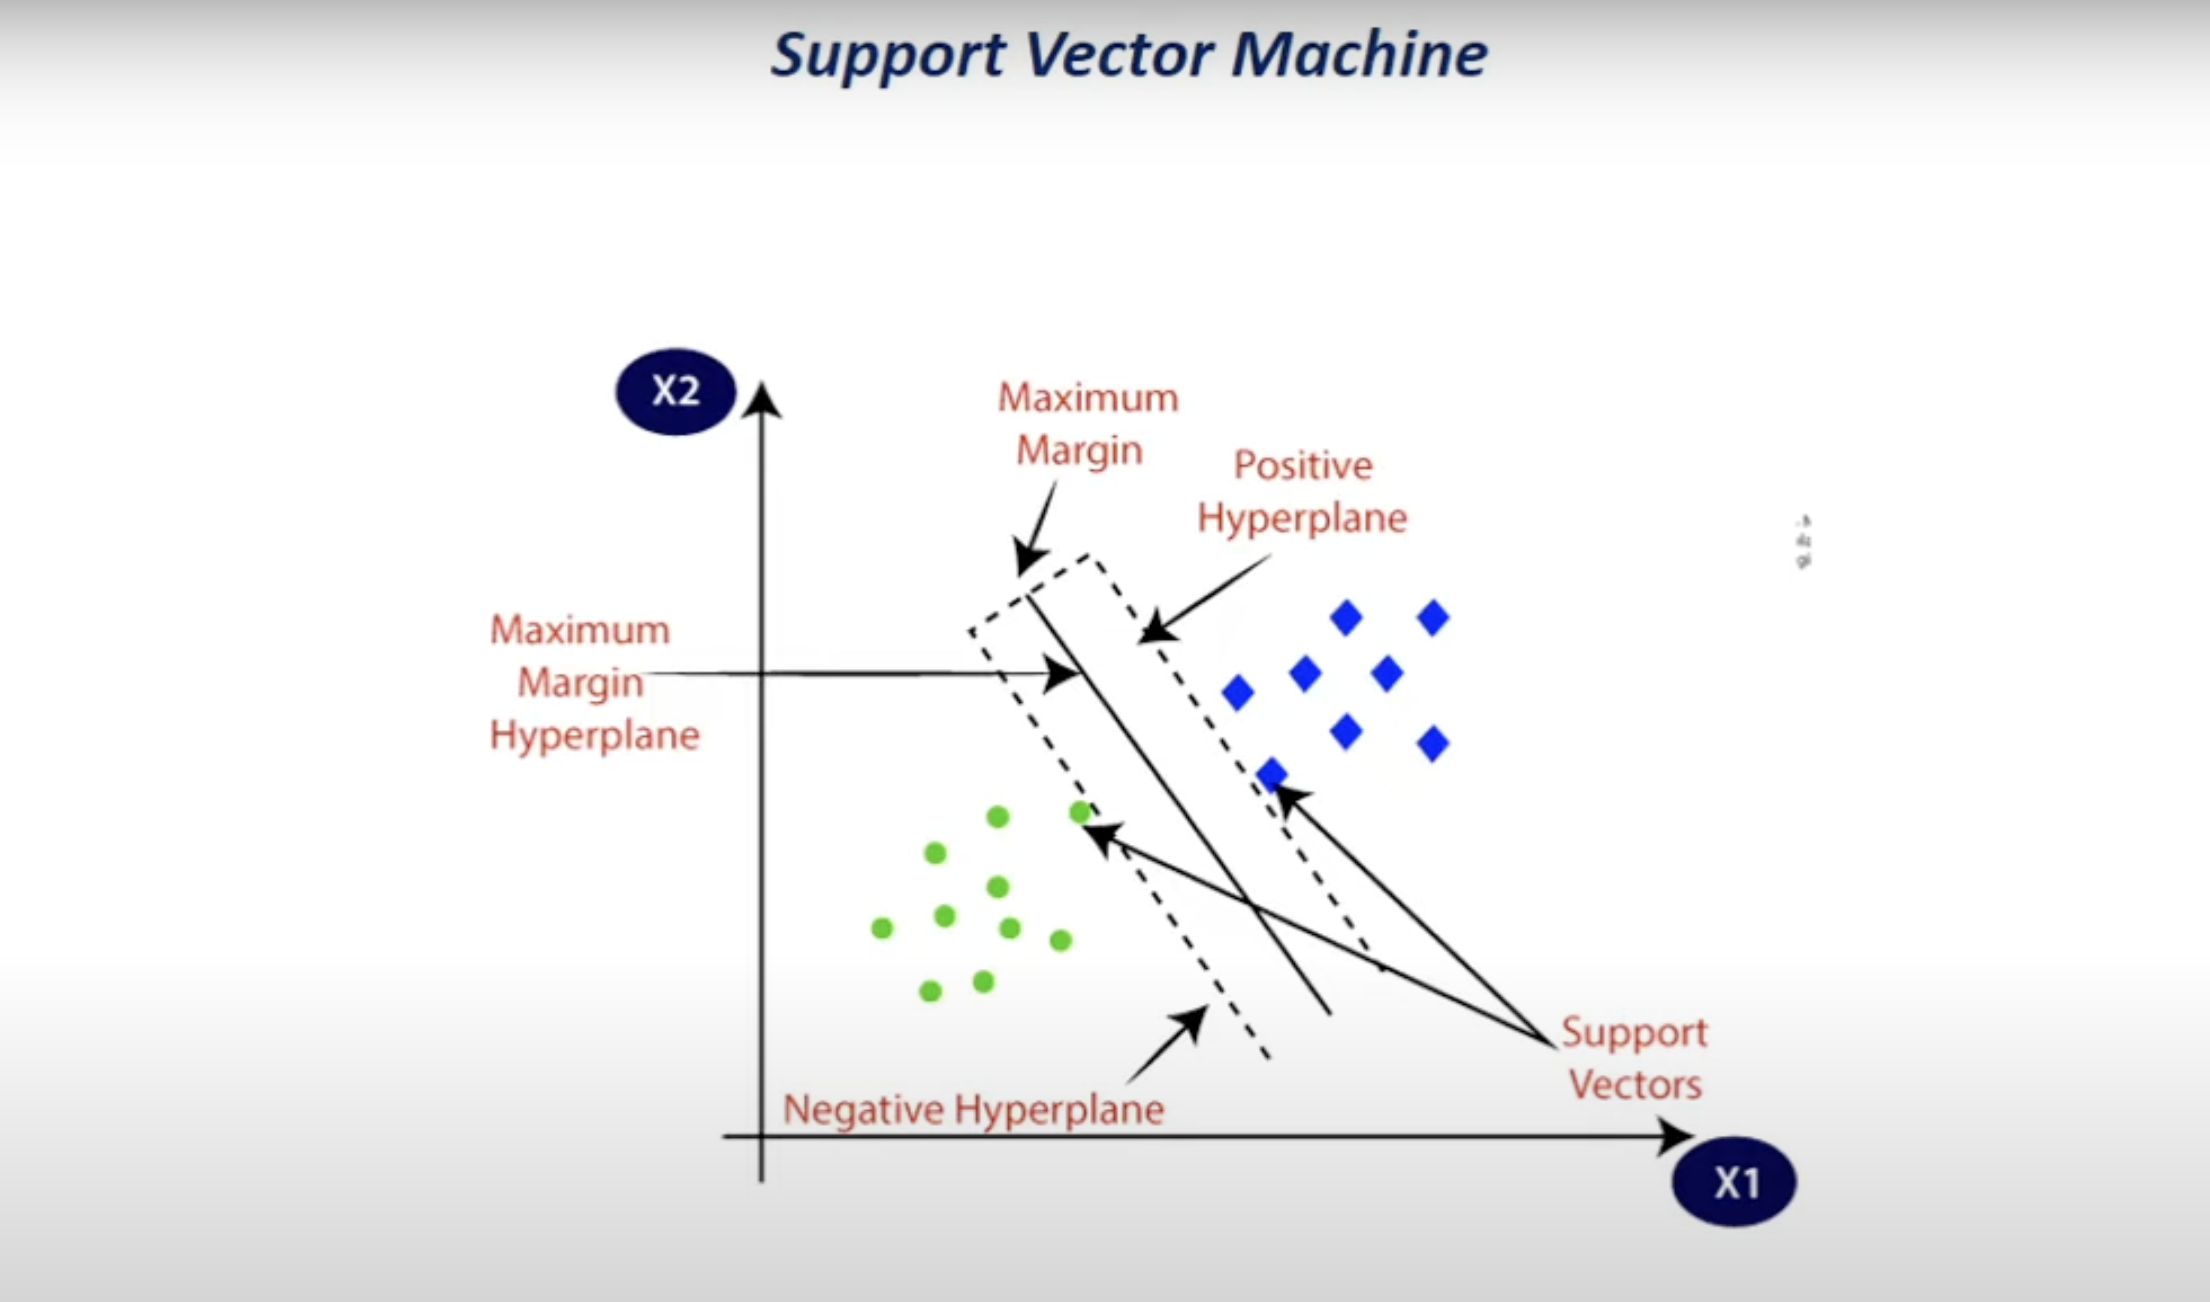 Support Vector Machine
X2
Maximum
Margin
Positive
Hyperplane
Maximum
Margin
Hyperplane
Support
Vectors
Negative Hyperplane
X1